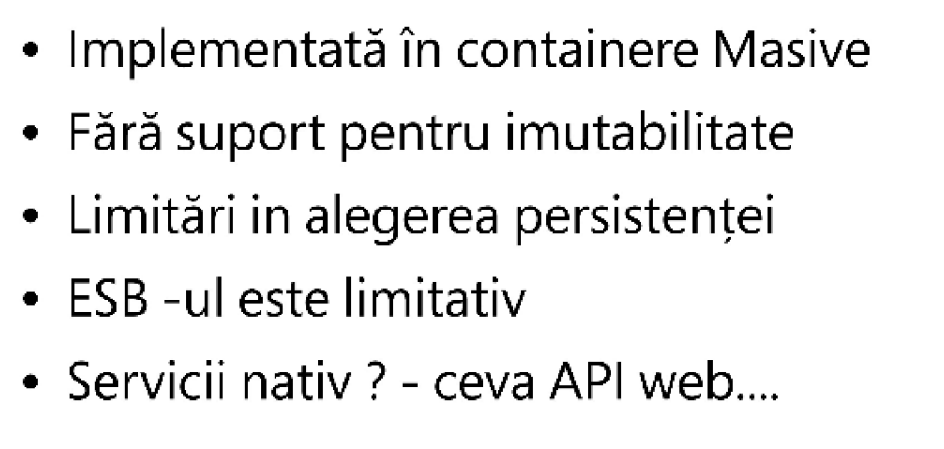 • Implementată în containere Masive
• Fără suport pentru imutabilitate
• Limitări in alegerea persistenței
• ESB -ul este limitativ
• Servicii nativ ? - ceva API web....